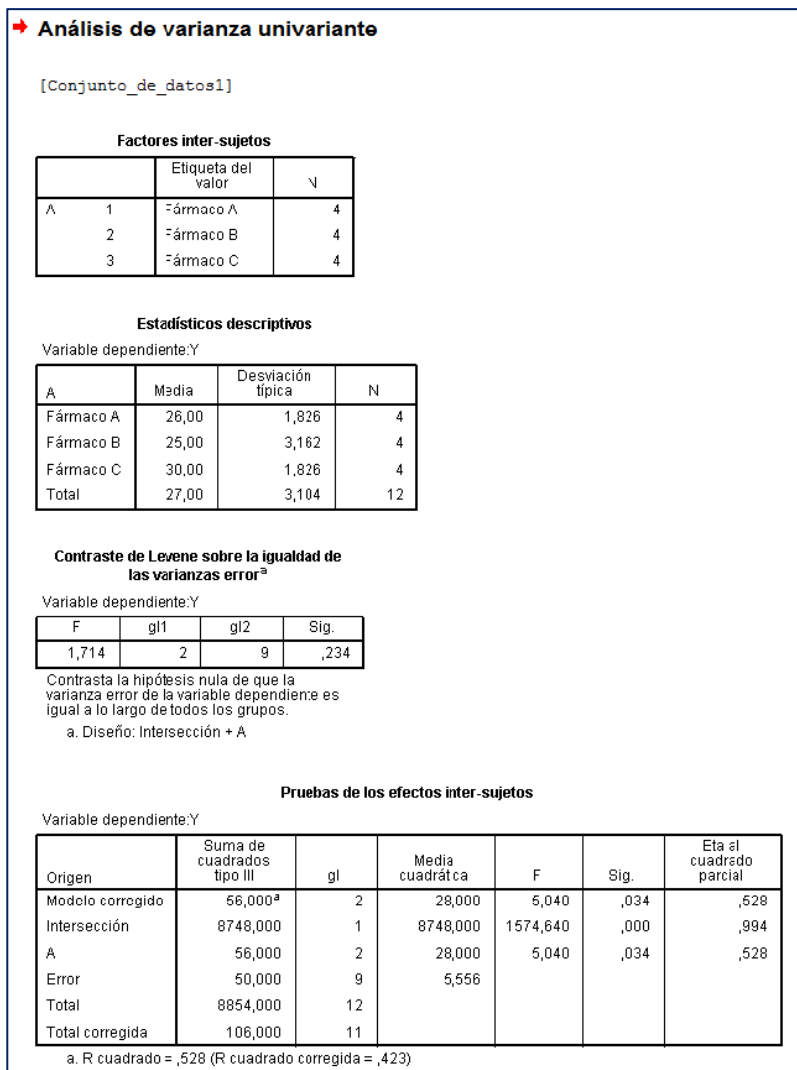 Análisis de varianza univariante
[Conjunto_de_datos1]
Factores inter-sujetos
Etiqueta del valor N
A 1 Fármaco A 4
2 Fármaco B 4
3 Fármaco C 4
Estadísticos descriptivos
Variable dependiente:Y
A Media Desviación típica N
Fármaco A 26,00 1,826 4
Fármaco B 25,00 3,162 4
Fármaco C 30,00 1,826 4
Total 27,00 3,104 12
Contraste de Levene sobre la igualdad de
las varianzas error^a
Variable dependiente:Y
F gl1 gl2 Sig.
1,714 2 9 ,234
Contrasta la hipótesis nula de que la
varianza error de la variable dependiente es
igual a lo largo de todos los grupos.
a. Diseño: Intersección + A
Pruebas de los efectos inter-sujetos
Variable dependiente:Y
Origen Suma de cuadrados tipo III gl Media cuadrática F Sig. Eta al cuadrado parcial
Modelo corregido 56,000^a 2 28,000 5,040 ,034 ,528
Intersección 8748,000 1 8748,000 1574,640 ,000 ,994
A 56,000 2 28,000 5,040 ,034 ,528
Error 50,000 9 5,556
Total 8854,000 12
Total corregida 106,000 11
a. R cuadrado = ,528 (R cuadrado corregida = ,423)